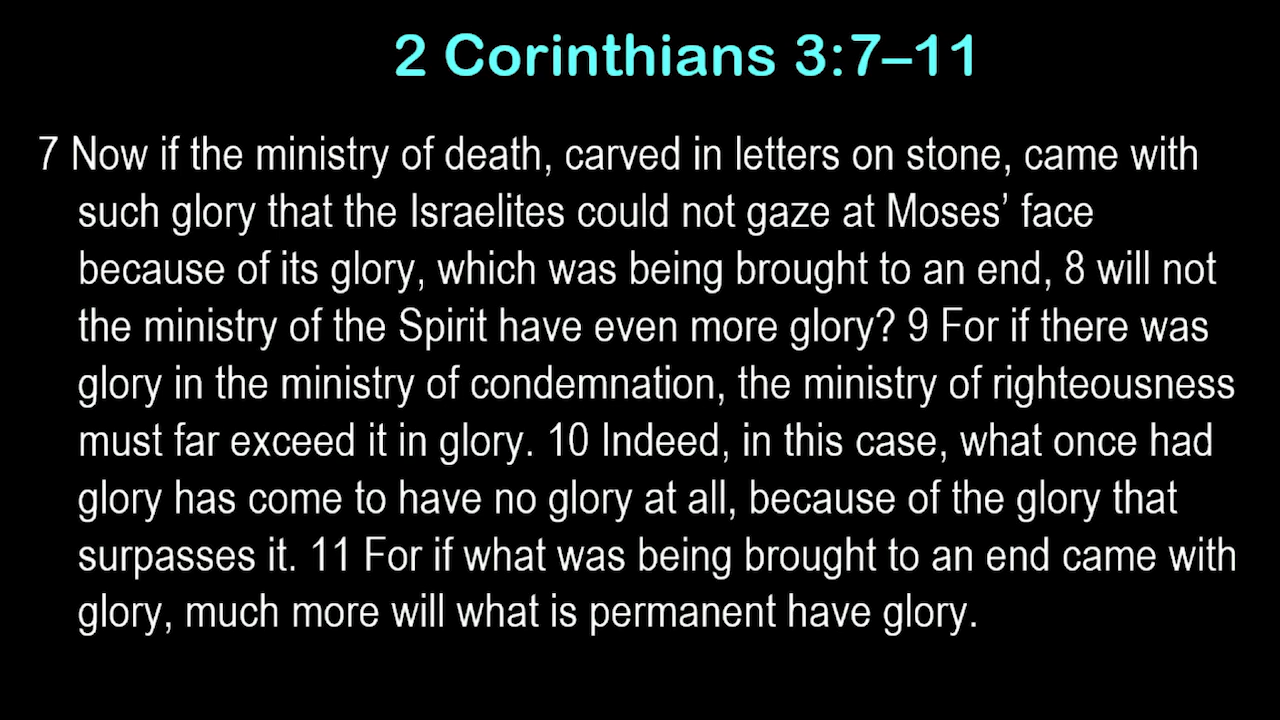 2 Corinthians 3:7–11
7 Now if the ministry of death, carved in letters on stone, came with
such glory that the Israelites could not gaze at Moses’ face
because of its glory, which was being brought to an end, 8 will not
the ministry of the Spirit have even more glory? 9 For if there was
glory in the ministry of condemnation, the ministry of righteousness
must far exceed it in glory. 10 Indeed, in this case, what once had
glory has come to have no glory at all, because of the glory that
surpasses it. 11 For if what was being brought to an end came with
glory, much more will what is permanent have glory.